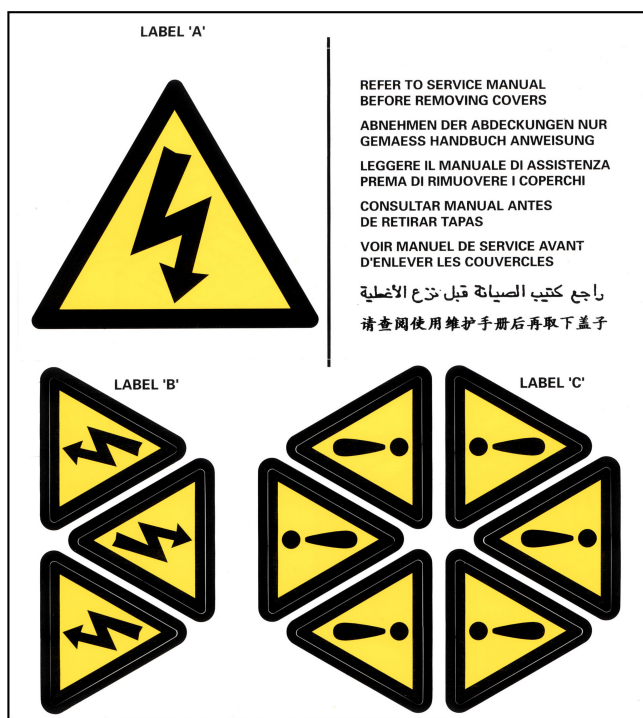 LABEL 'A'
REFER TO SERVICE MANUAL
BEFORE REMOVING COVERS
ABNEHMEN DER ABDECKUNGEN NUR
GEMAESS HANDBUCH ANWEISUNG
LEGGERE IL MANUALE DI ASSISTENZA
PREMA DI RIMUOVERE I COPERCHI
CONSULTAR MANUAL ANTES
DE RETIRAR TAPAS
VOIR MANUEL DE SERVICE AVANT
D'ENLEVER LES COUVERCLES
راجع كتيب الصيانة قبل نزع الأغطية
请查阅使用维护手册后再取下盖子
LABEL 'B'
LABEL 'C'